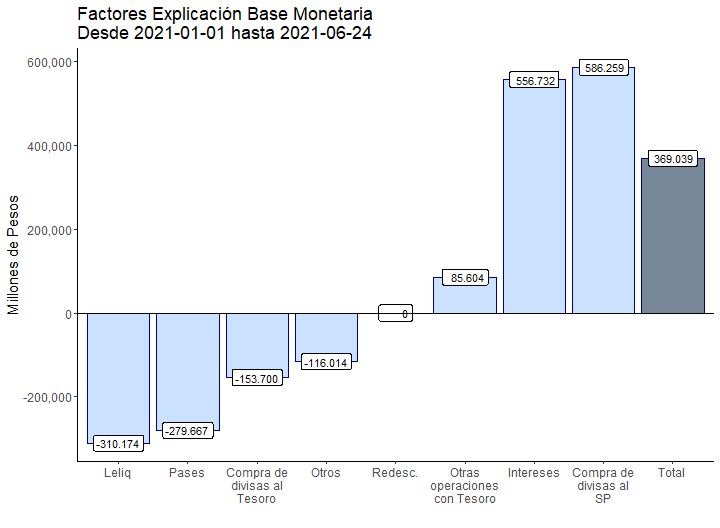 Factores Explicación Base Monetaria
Desde 2021-01-01 hasta 2021-06-24
Millones de Pesos
600,000
400,000
200,000
0
-200,000
-310.174
-279.667
-153.700
-116.014
0
85.604
556.732
586.259
369.039
Leliq
Pases
Compra de
divisas al
Tesoro
Otros
Redesc.
Otras
operaciones
con Tesoro
Intereses
Compra de
divisas al
SP
Total